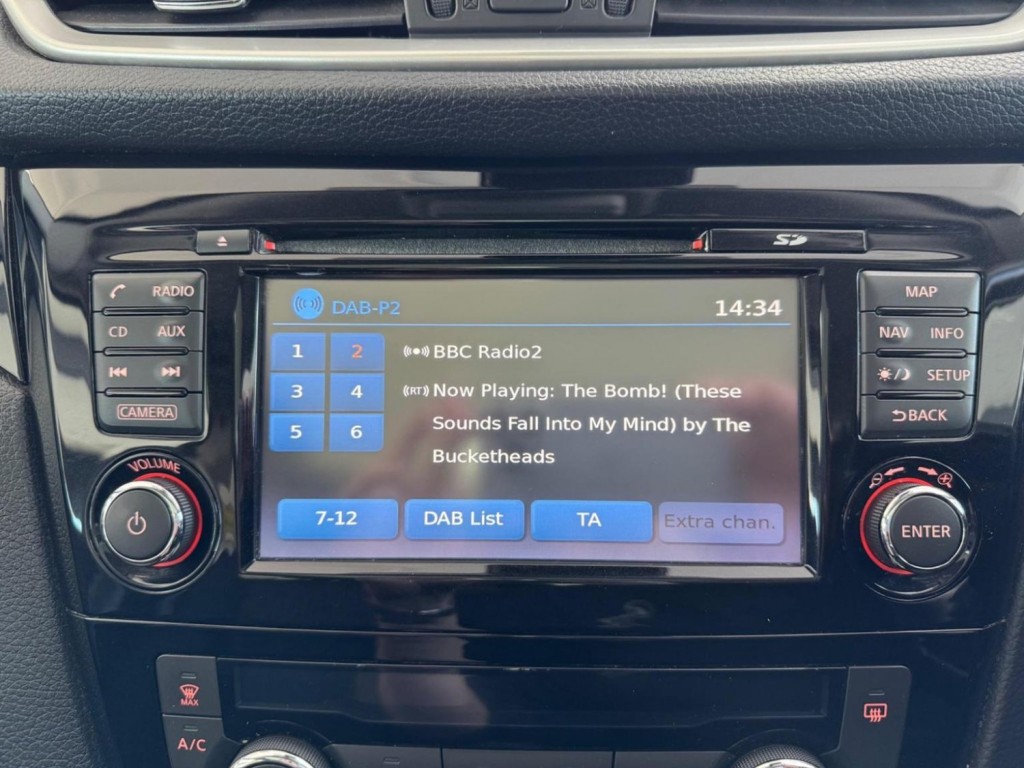 SD
RADIO
CD AUX
CAMERA
VOLUME
DAB-P2 14:34
1 2
3 4
5 6
BBC Radio2
(RT) Now Playing: The Bomb! (These
Sounds Fall Into My Mind) by The
Bucketheads
7-12 DAB List TA Extra chan.
MAP
NAV INFO
SETUP
BACK
ENTER
MAX
A/C